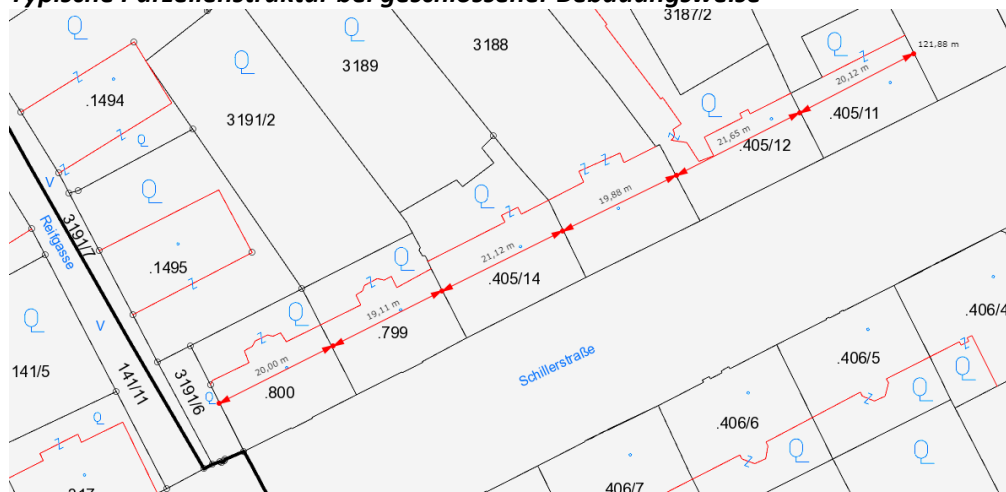 Typische Parzellenstruktur bei geschlossener Bebauungsweise
3187/2
3188
3189
121,88 m
20,12 m
.1494
3191/2
.405/11
21,65 m
.405/12
19,88 m
3191/7
Reifgasse
.1495
21,12 m
.405/14
19,11 m
.799
.406/4
20,00 m
.800
Schillerstraße
.406/5
141/5
141/11
3191/6
.406/6
406/7